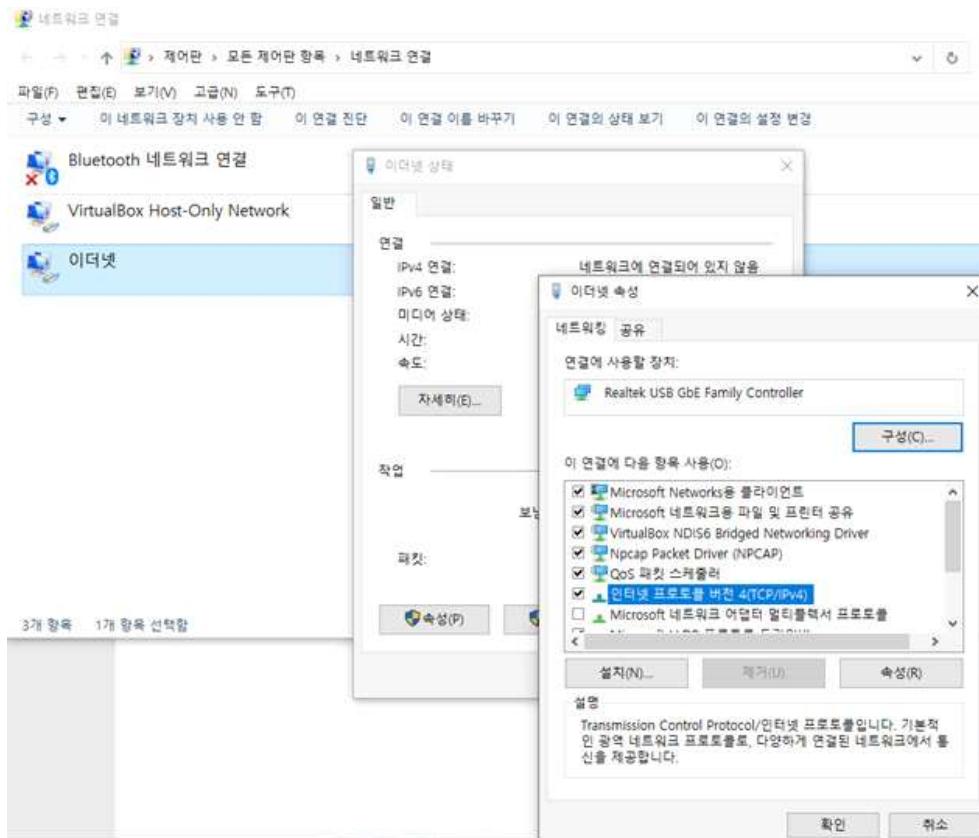 네트워크 연결
제어판 › 모든 제어판 항목 › 네트워크 연결
파일(F) 편집(E) 보기(V) 고급(N) 도구(T)
구성 이 네트워크 장치 사용 안 함 이 연결 진단 이 연결 이름 바꾸기 이 연결의 상태 보기 이 연결의 설정 변경
Bluetooth 네트워크 연결
VirtualBox Host-Only Network
이더넷
3개 항목 1개 항목 선택함
이더넷 상태
일반
연결
IPv4 연결: 네트워크에 연결되어 있지 않음
IPv6 연결:
미디어 상태:
시간:
속도:
자세히(E)...
작업
패킷:
속성(P)
이더넷 속성
네트워킹 공유
연결에 사용할 장치:
Realtek USB GbE Family Controller
구성(C)...
이 연결에 다음 항목 사용(O):
Microsoft Networks용 클라이언트
Microsoft 네트워크용 파일 및 프린터 공유
VirtualBox NDIS6 Bridged Networking Driver
Npcap Packet Driver (NPCAP)
QoS 패킷 스케줄러
인터넷 프로토콜 버전 4(TCP/IPv4)
Microsoft 네트워크 어댑터 멀티플렉서 프로토콜
설치(N)... 제거(U) 속성(R)
설명
Transmission Control Protocol/인터넷 프로토콜입니다. 기본적
인 광역 네트워크 프로토콜로, 다양하게 연결된 네트워크에서 통
신을 제공합니다.
확인 취소